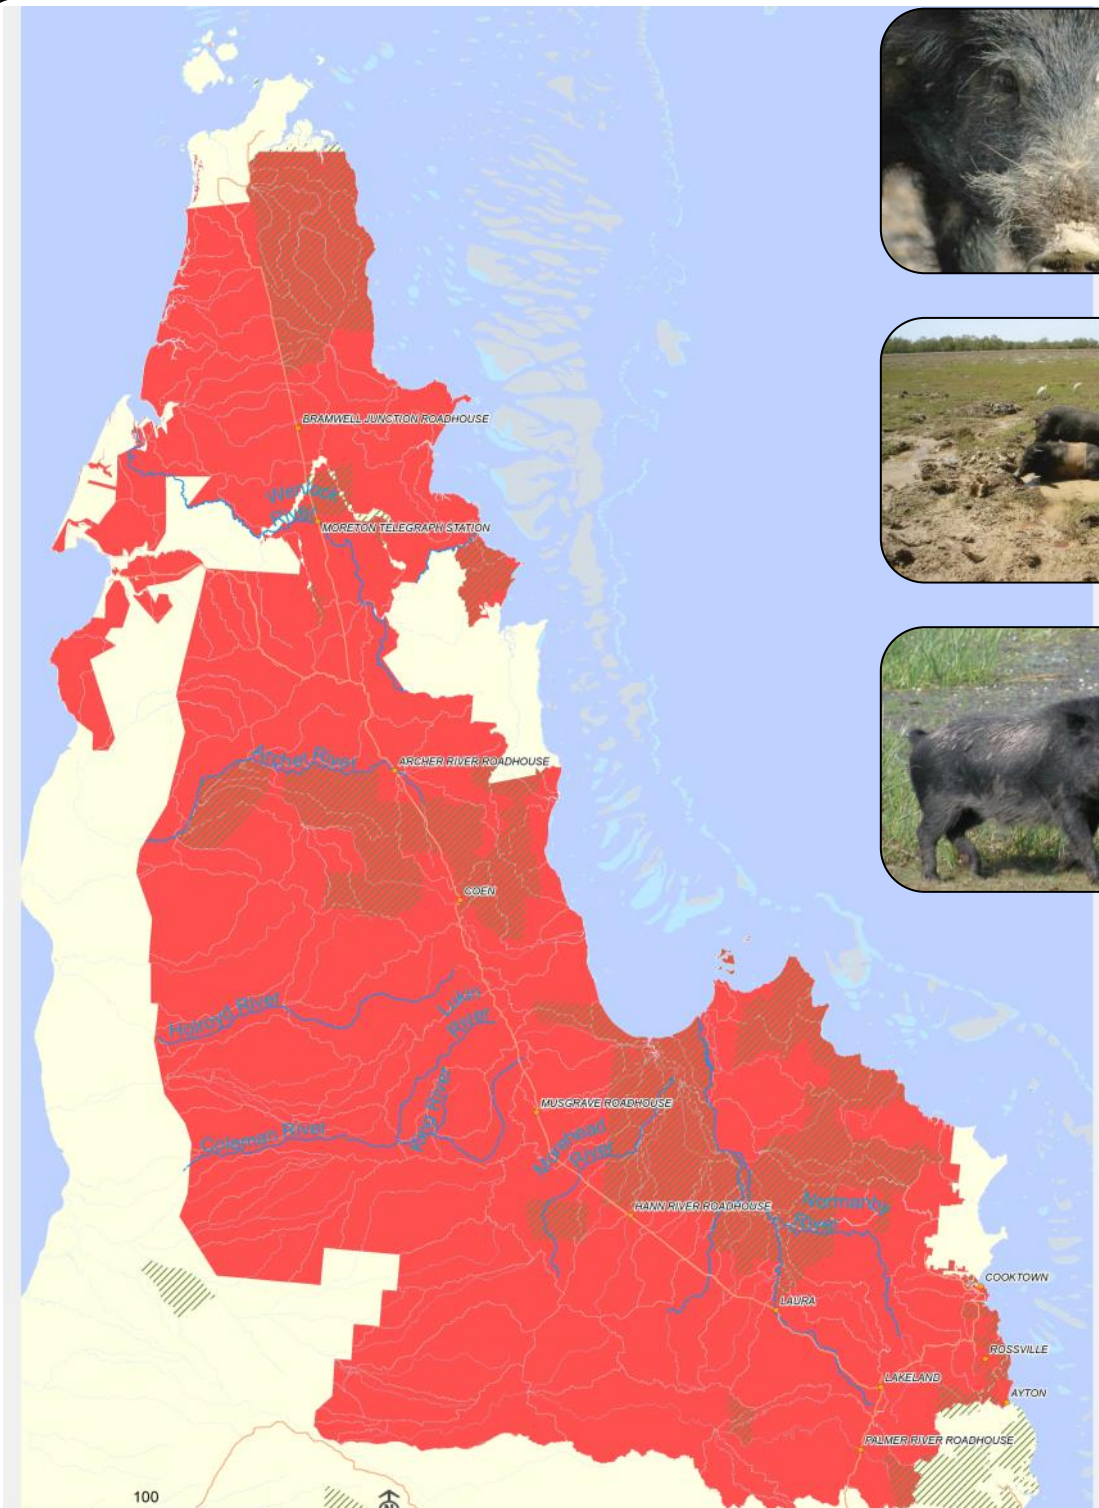 BRAMWELL JUNCTION ROADHOUSE
Wenlock
River
MORETON TELEGRAPH STATION
Archer River
ARCHER RIVER ROADHOUSE
COEN
Holroyd River
Lukin
River
MUSGRAVE ROADHOUSE
King River
Coleman River
Morehead
River
HANN RIVER ROADHOUSE
Normanby
River
COOKTOWN
LAURA
ROSSVILLE
LAKELAND
AYTON
PALMER RIVER ROADHOUSE
100
N